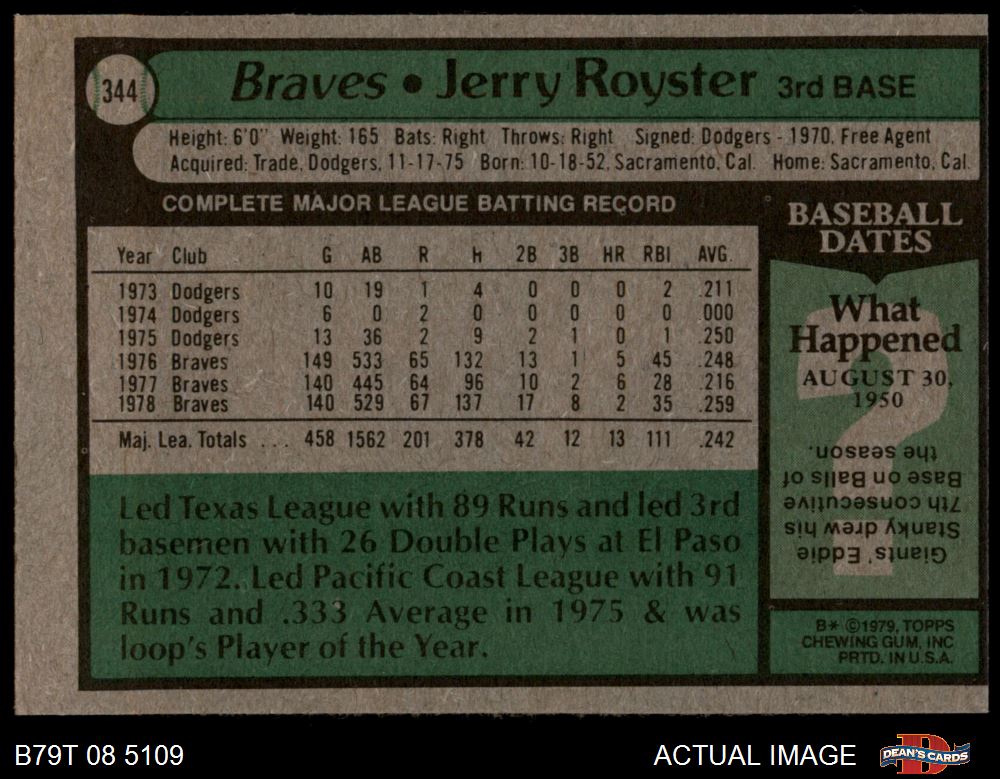 344
Braves • Jerry Royster 3rd BASE
Height: 6'0" Weight: 165 Bats: Right Throws: Right Signed: Dodgers - 1970, Free Agent
Acquired: Trade, Dodgers, 11-17-75 Born: 10-18-52, Sacramento, Cal. Home: Sacramento, Cal.
COMPLETE MAJOR LEAGUE BATTING RECORD
Year Club G AB R H 2B 3B HR RBI AVG.
1973 Dodgers 10 19 1 4 0 0 0 2 .211
1974 Dodgers 6 0 2 0 0 0 0 0 .000
1975 Dodgers 13 36 2 9 2 1 0 1 .250
1976 Braves 149 533 65 132 13 1 5 45 .248
1977 Braves 140 445 64 96 10 2 6 28 .216
1978 Braves 140 529 67 137 17 8 2 35 .259
Maj. Lea. Totals ... 458 1562 201 378 42 12 13 111 .242
Led Texas League with 89 Runs and led 3rd
basemen with 26 Double Plays at El Paso
in 1972. Led Pacific Coast League with 91
Runs and .333 Average in 1975 & was
loop's Player of the Year.
BASEBALL
DATES
What
Happened
AUGUST 30,
1950
?
Giants' Eddie
Stanky drew his
7th consecutive
Base on Balls of
the season.
B* ©1979, TOPPS
CHEWING GUM, INC
PRTD. IN U.S.A.
B79T 08 5109
ACTUAL IMAGE
DEAN'S CARDS